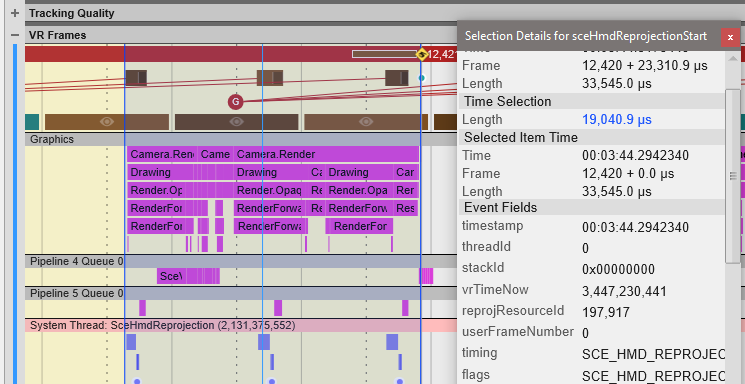 Tracking Quality
VR Frames
12,421
G
Graphics
Camera.Ren Came Camera.Render
Drawing Drawing Ca Drawing Car
Render.Opa Render.Opaq Re Render.Opa Ren
RenderFor RenderForwa Re RenderForw Res
RenderFor RenderForw RenderFor
Pipeline 4 Queue 0
SceV
Pipeline 5 Queue 0
System Thread: SceHmdReprojection (2,131,375,552)
Selection Details for sceHmdReprojectionStart
x
Frame 12,420 + 23,310.9 µs
Length 33,545.0 µs
Time Selection
Length 19,040.9 µs
Selected Item Time
Time 00:03:44.2942340
Frame 12,420 + 0.0 µs
Length 33,545.0 µs
Event Fields
timestamp 00:03:44.2942340
threadId 0
stackId 0x00000000
vrTimeNow 3,447,230,441
reprojResourceId 197,917
userFrameNumber 0
timing SCE_HMD_REPROJEC
flags SCE_HMD_REPROJEC